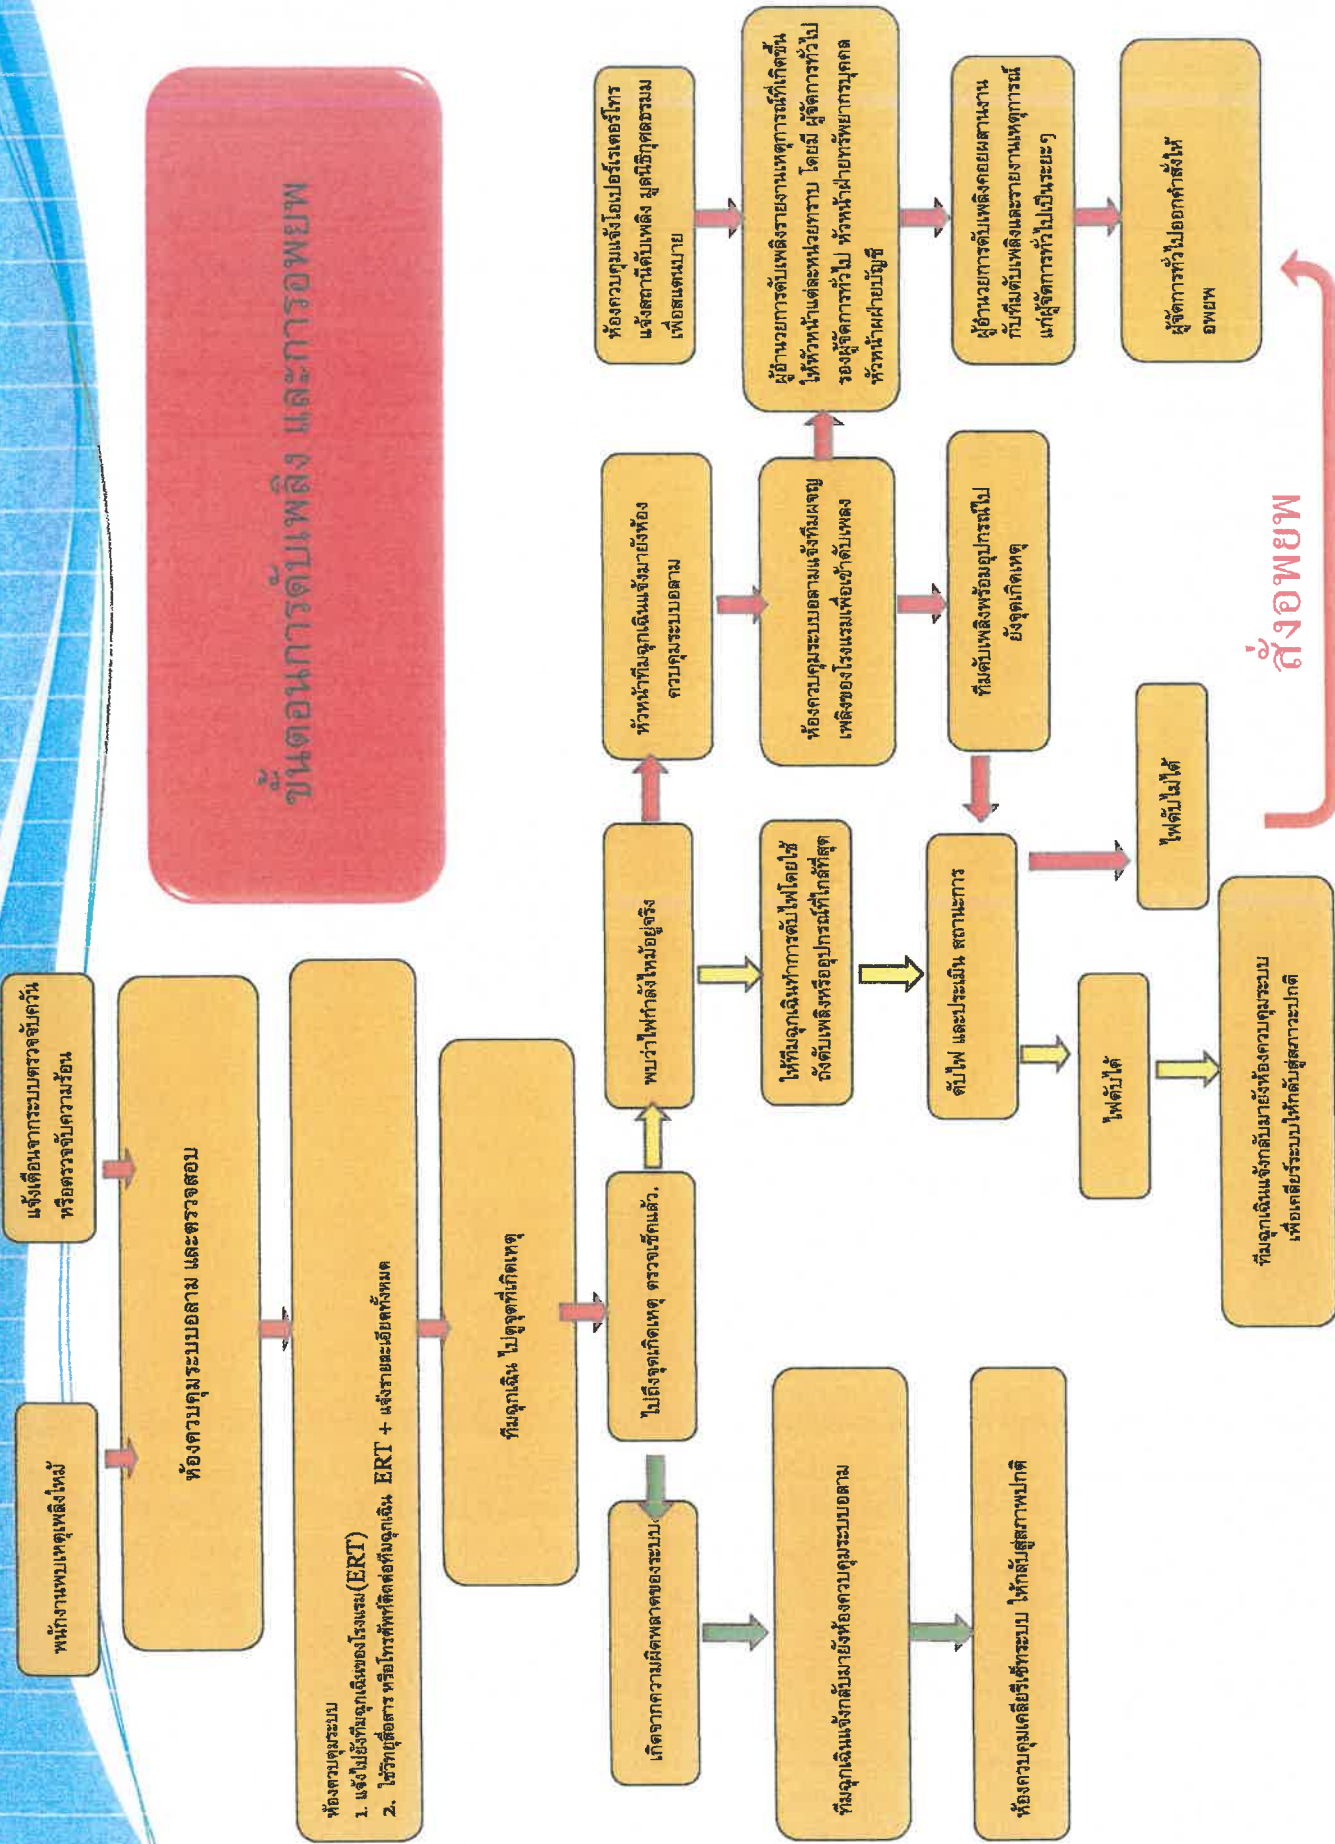 ขั้นตอนการดับเพลิง และการอพยพ
พนักงานพบเหตุเพลิงไหม้
แจ้งเตือนจากระบบตรวจจับควัน
หรือตรวจจับความร้อน
ห้องควบคุมระบบอลาม และตรวจสอบ
ห้องควบคุมระบบ
1. แจ้งไปยังทีมฉุกเฉินของโรงแรม(ERT)
2. ใช้วิทยุสื่อสาร หรือโทรศัพท์ติดต่อทีมฉุกเฉิน ERT + แจ้งรายละเอียดทั้งหมด
ทีมฉุกเฉิน ไปดูจุดที่เกิดเหตุ
ไปถึงจุดเกิดเหตุ ตรวจเช็คแล้ว.
เกิดจากความผิดพลาดของระบบ
ทีมฉุกเฉินแจ้งกลับมายังห้องควบคุมระบบอลาม
ห้องควบคุมเคลียรีเซ็ทระบบ ให้กลับสู่สภาพปกติ
พบว่าไฟกำลังไหม้อยู่จริง
ให้ทีมฉุกเฉินทำการดับไฟโดยใช้
ถังดับเพลิงหรืออุปกรณ์ที่ใกล้ที่สุด
ดับไฟ และประเมิน สถานะการ
ไฟดับได้
ทีมฉุกเฉินแจ้งกลับมายังห้องควบคุมระบบ
เพื่อเคลียร์ระบบให้กลับสู่สภาวะปกติ
ไฟดับไม่ได้
หัวหน้าทีมฉุกเฉินแจ้งมายังห้อง
ควบคุมระบบอลาม
ห้องควบคุมระบบอลามแจ้งทีมผจญ
เพลิงของโรงแรมเพื่อเข้าดับเพลง
ทีมดับเพลิงพร้อมอุปกรณ์ไป
ยังจุดเกิดเหตุ
ห้องควบคุมแจ้งโอเปอร์เรเตอร์โทร
แจ้งสถานีดับเพลิง มูลนิธิกุศลธรรมม
เพื่อสแตนบาย
ผู้อำนวยการดับเพลิงรายงานเหตุการณ์ที่เกิดขึ้น
ให้หัวหน้าแต่ละหน่วยทราบ โดยมี ผู้จัดการทั่วไป
รองผู้จัดการทั่วไป หัวหน้าฝ่ายทรัพยากรบุคคล
หัวหน้าผฝ่ายบัญชี
ผู้อำนวยการดับเพลิงคอยผสานงาน
กับทีมดับเพลิงและรายงานเหตุการณ์
แก่ผู้จัดการทั่วไปเป็นระยะๆ
ผู้จัดการทั่วไปออกคำสั่งให้
อพยพ
สั่งอพยพ